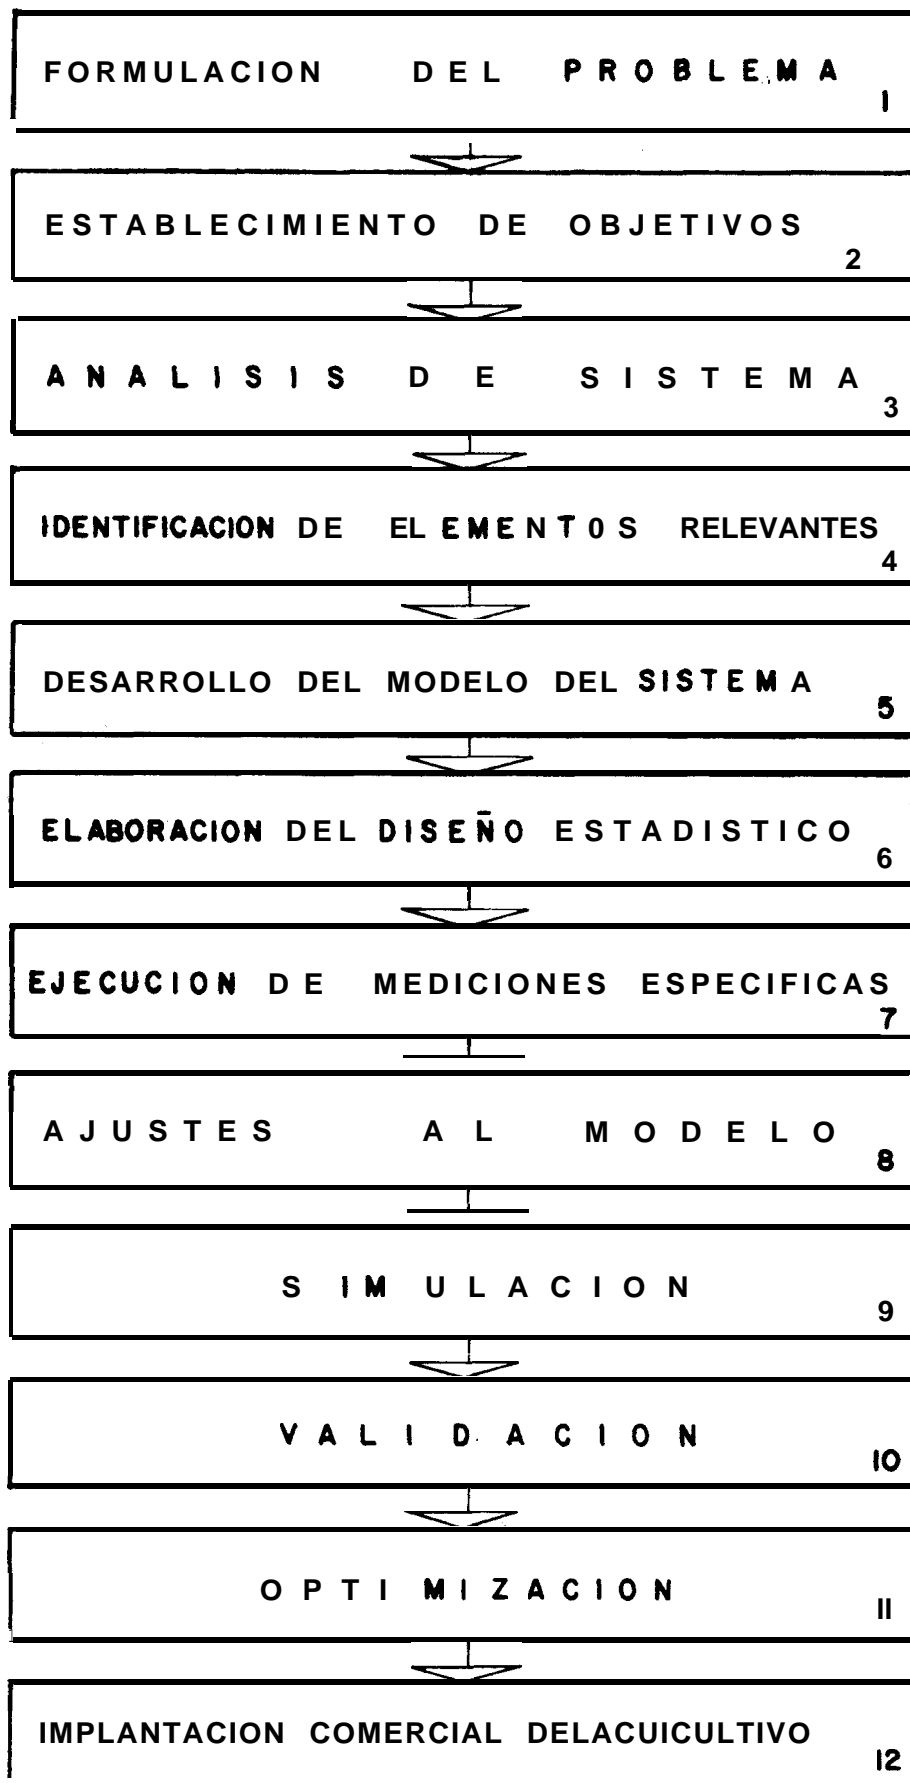 FORMULACION DEL PROBLEMA
1
ESTABLECIMIENTO DE OBJETIVOS
2
ANALISIS DE SISTEMA
3
IDENTIFICACION DE ELEMENTOS RELEVANTES
4
DESARROLLO DEL MODELO DEL SISTEMA
5
ELABORACION DEL DISEÑO ESTADISTICO
6
EJECUCION DE MEDICIONES ESPECIFICAS
7
AJUSTES AL MODELO
8
SIMULACION
9
VALIDACION
10
OPTIMIZACION
11
IMPLANTACION COMERCIAL DELACUICULTIVO
12